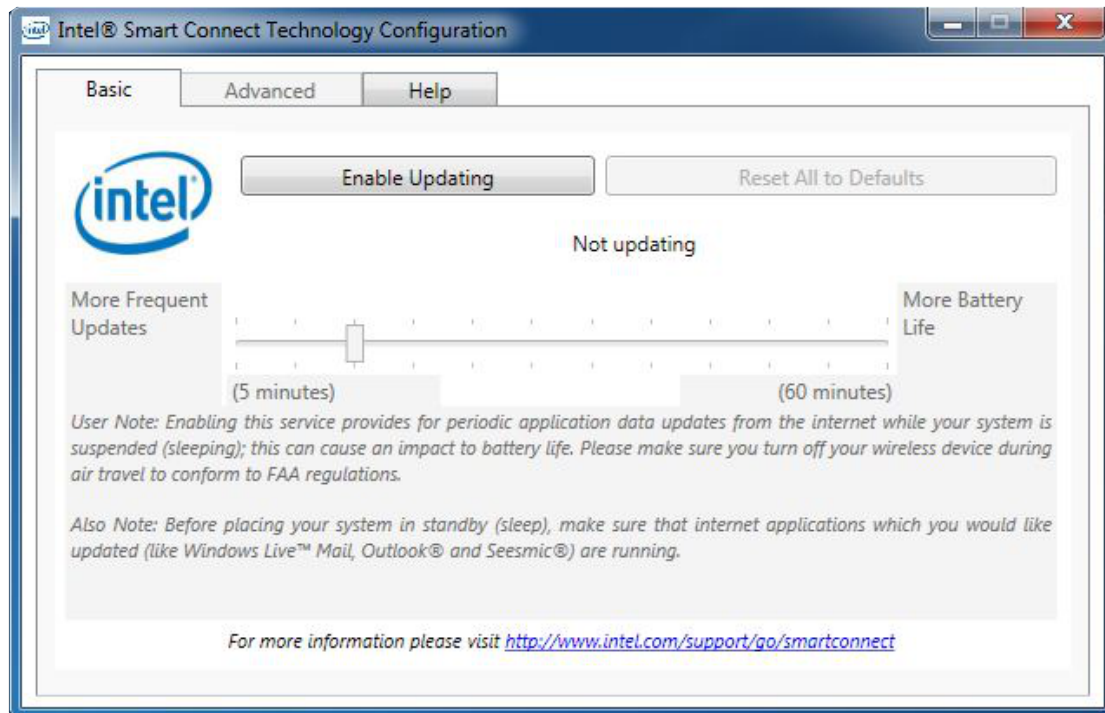 Intel® Smart Connect Technology Configuration
Basic Advanced Help
intel
Enable Updating Reset All to Defaults
Not updating
More Frequent
Updates
More Battery
Life
(5 minutes) (60 minutes)
User Note: Enabling this service provides for periodic application data updates from the internet while your system is
suspended (sleeping); this can cause an impact to battery life. Please make sure you turn off your wireless device during
air travel to conform to FAA regulations.
Also Note: Before placing your system in standby (sleep), make sure that internet applications which you would like
updated (like Windows Live™ Mail, Outlook® and Seesmic®) are running.
For more information please visit http://www.intel.com/support/go/smartconnect